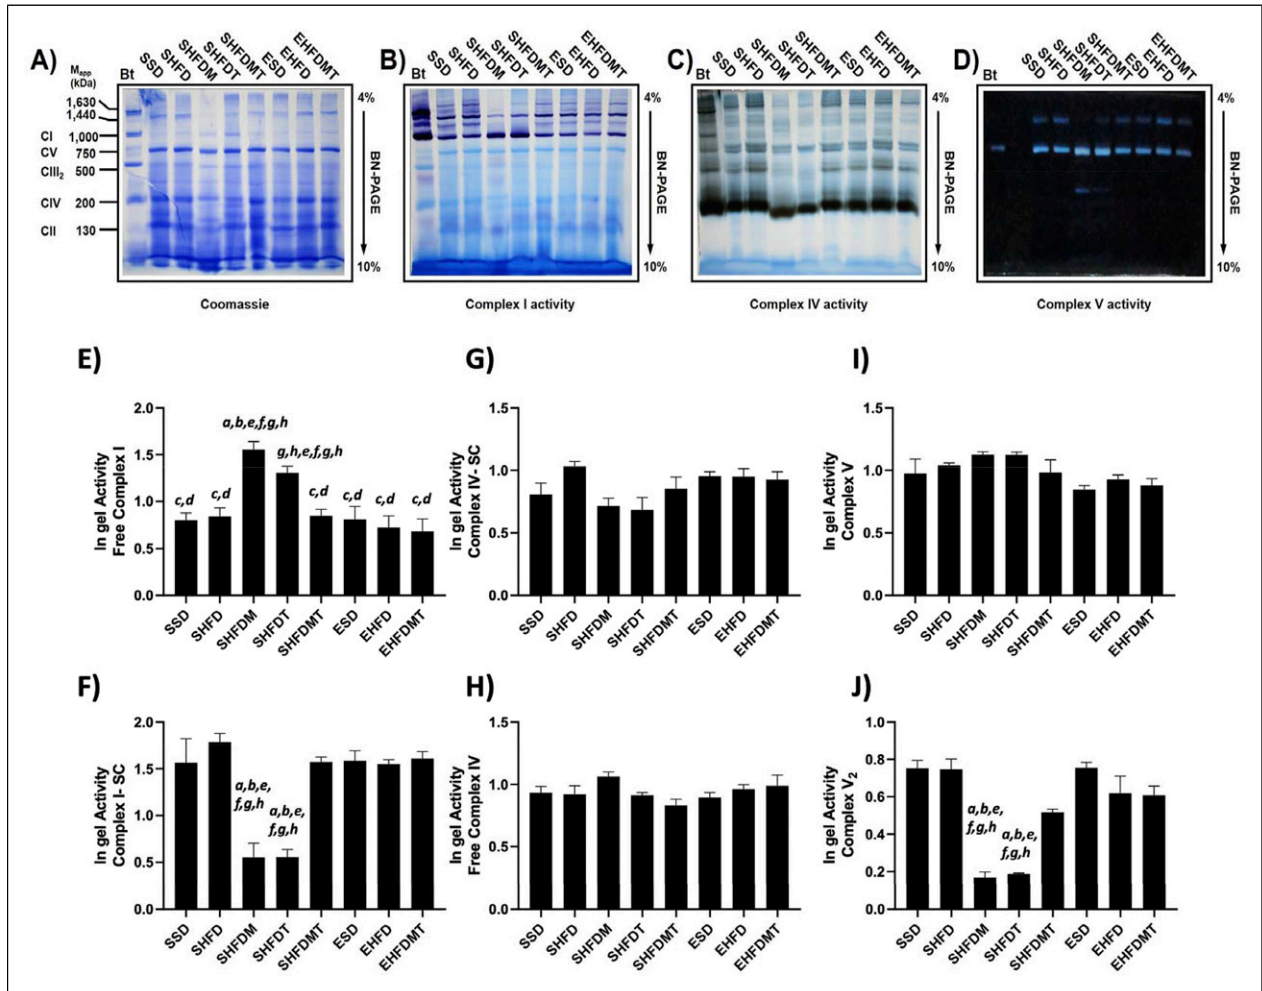 A)
M_app
(kDa)
Bt
SSD
SHFD
SHFDM
SHFDT
SHFDMT
ESD
EHFD
EHFDMT
1,630
1,440
CI 1,000
CV 750
CIII₂ 500
CIV 200
CII 130
4%
BN-PAGE
10%
Coomassie
B)
Bt
SSD
SHFD
SHFDM
SHFDT
SHFDMT
ESD
EHFD
EHFDMT
4%
BN-PAGE
10%
Complex I activity
C)
Bt
SSD
SHFD
SHFDM
SHFDT
SHFDMT
ESD
EHFD
EHFDMT
4%
BN-PAGE
10%
Complex IV activity
D)
Bt
SSD
SHFD
SHFDM
SHFDT
SHFDMT
ESD
EHFD
EHFDMT
4%
BN-PAGE
10%
Complex V activity
E)
In gel Activity
Free Complex I
2.0
1.5
1.0
0.5
0.0
c,d
c,d
a,b,e,f,g,h
g,h,e,f,g,h
c,d
c,d
c,d
c,d
SSD
SHFD
SHFDM
SHFDT
SHFDMT
ESD
EHFD
EHFDMT
G)
In gel Activity
Complex IV- SC
1.5
1.0
0.5
0.0
SSD
SHFD
SHFDM
SHFDT
SHFDMT
ESD
EHFD
EHFDMT
I)
In gel Activity
Complex V
1.5
1.0
0.5
0.0
SSD
SHFD
SHFDM
SHFDT
SHFDMT
ESD
EHFD
EHFDMT
F)
In gel Activity
Complex I- SC
2.0
1.5
1.0
0.5
0.0
a,b,e,
f,g,h
a,b,e,
f,g,h
SSD
SHFD
SHFDM
SHFDT
SHFDMT
ESD
EHFD
EHFDMT
H)
In gel Activity
Free Complex IV
1.5
1.0
0.5
0.0
SSD
SHFD
SHFDM
SHFDT
SHFDMT
ESD
EHFD
EHFDMT
J)
In gel Activity
Complex V₂
1.0
0.8
0.6
0.4
0.2
0.0
a,b,e,
f,g,h
a,b,e,
f,g,h
SSD
SHFD
SHFDM
SHFDT
SHFDMT
ESD
EHFD
EHFDMT